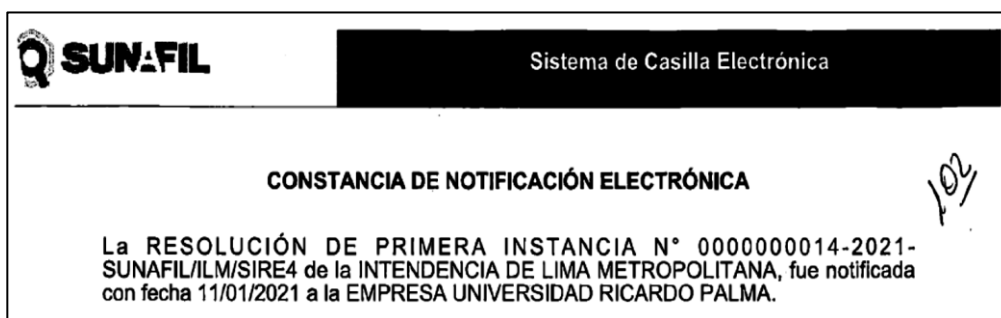 SUNAFIL
Sistema de Casilla Electrónica
CONSTANCIA DE NOTIFICACIÓN ELECTRÓNICA
102
La RESOLUCIÓN DE PRIMERA INSTANCIA N° 0000000014-2021-
SUNAFIL/ILM/SIRE4 de la INTENDENCIA DE LIMA METROPOLITANA, fue notificada
con fecha 11/01/2021 a la EMPRESA UNIVERSIDAD RICARDO PALMA.